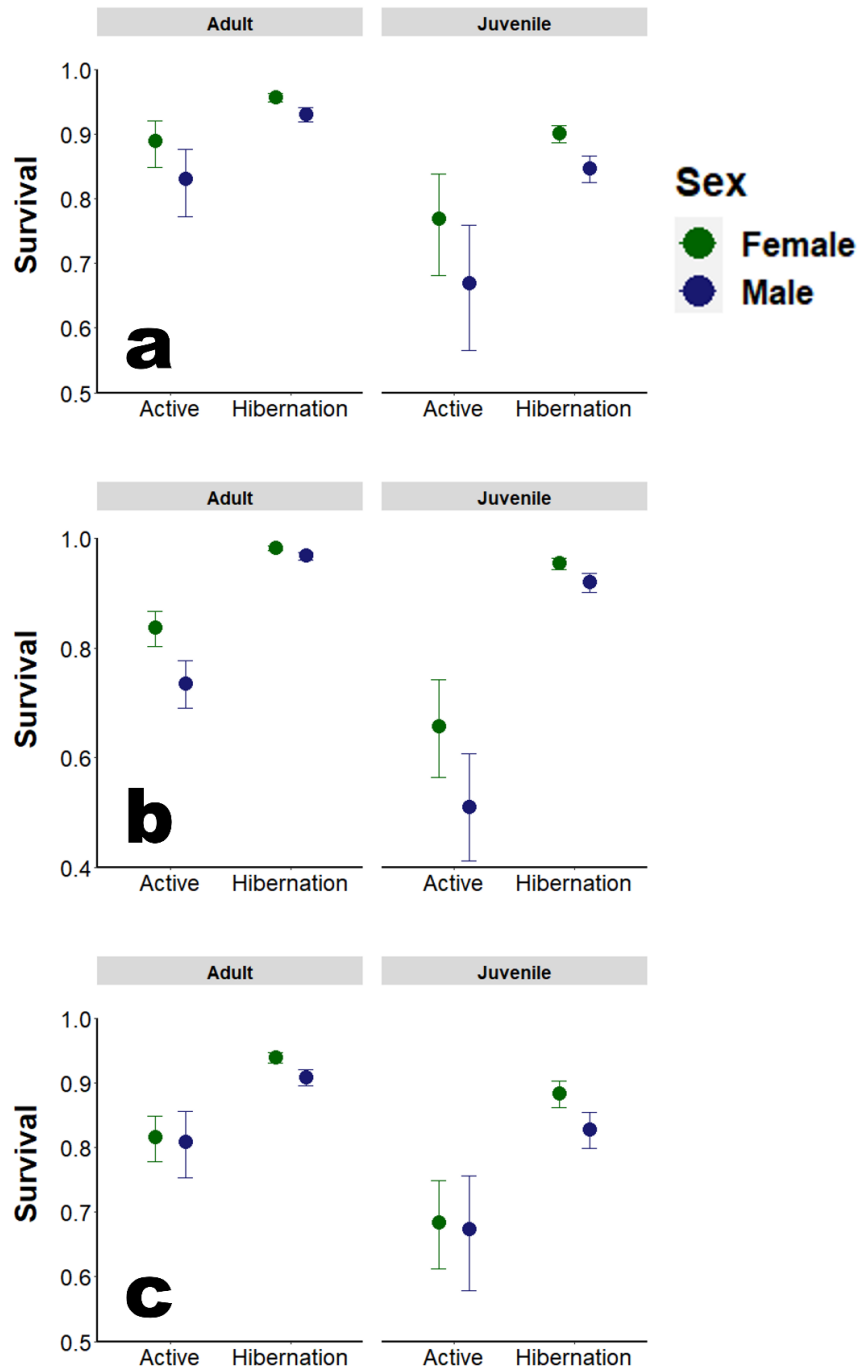 Adult Juvenile
1.0
0.9
0.8
0.7
0.6
0.5
Survival
a
Active Hibernation Active Hibernation
Sex
Female
Male
Adult Juvenile
1.0
0.8
0.6
0.4
Survival
b
Active Hibernation Active Hibernation
Adult Juvenile
1.0
0.9
0.8
0.7
0.6
0.5
Survival
c
Active Hibernation Active Hibernation